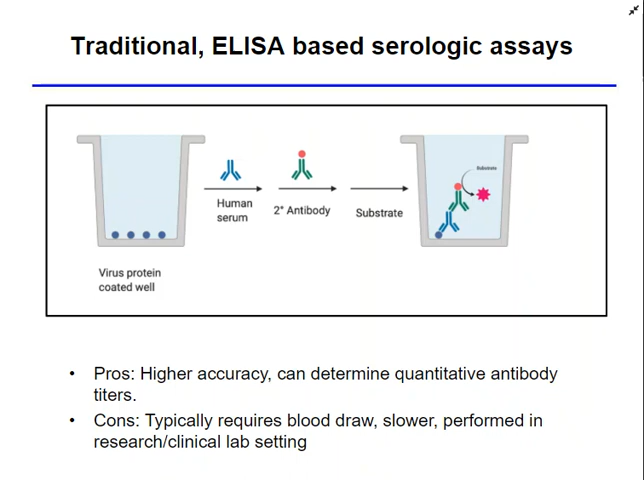 Traditional, ELISA based serologic assays
Human
serum
2° Antibody
Substrate
Substrate
Virus protein
coated well
• Pros: Higher accuracy, can determine quantitative antibody
titers.
• Cons: Typically requires blood draw, slower, performed in
research/clinical lab setting